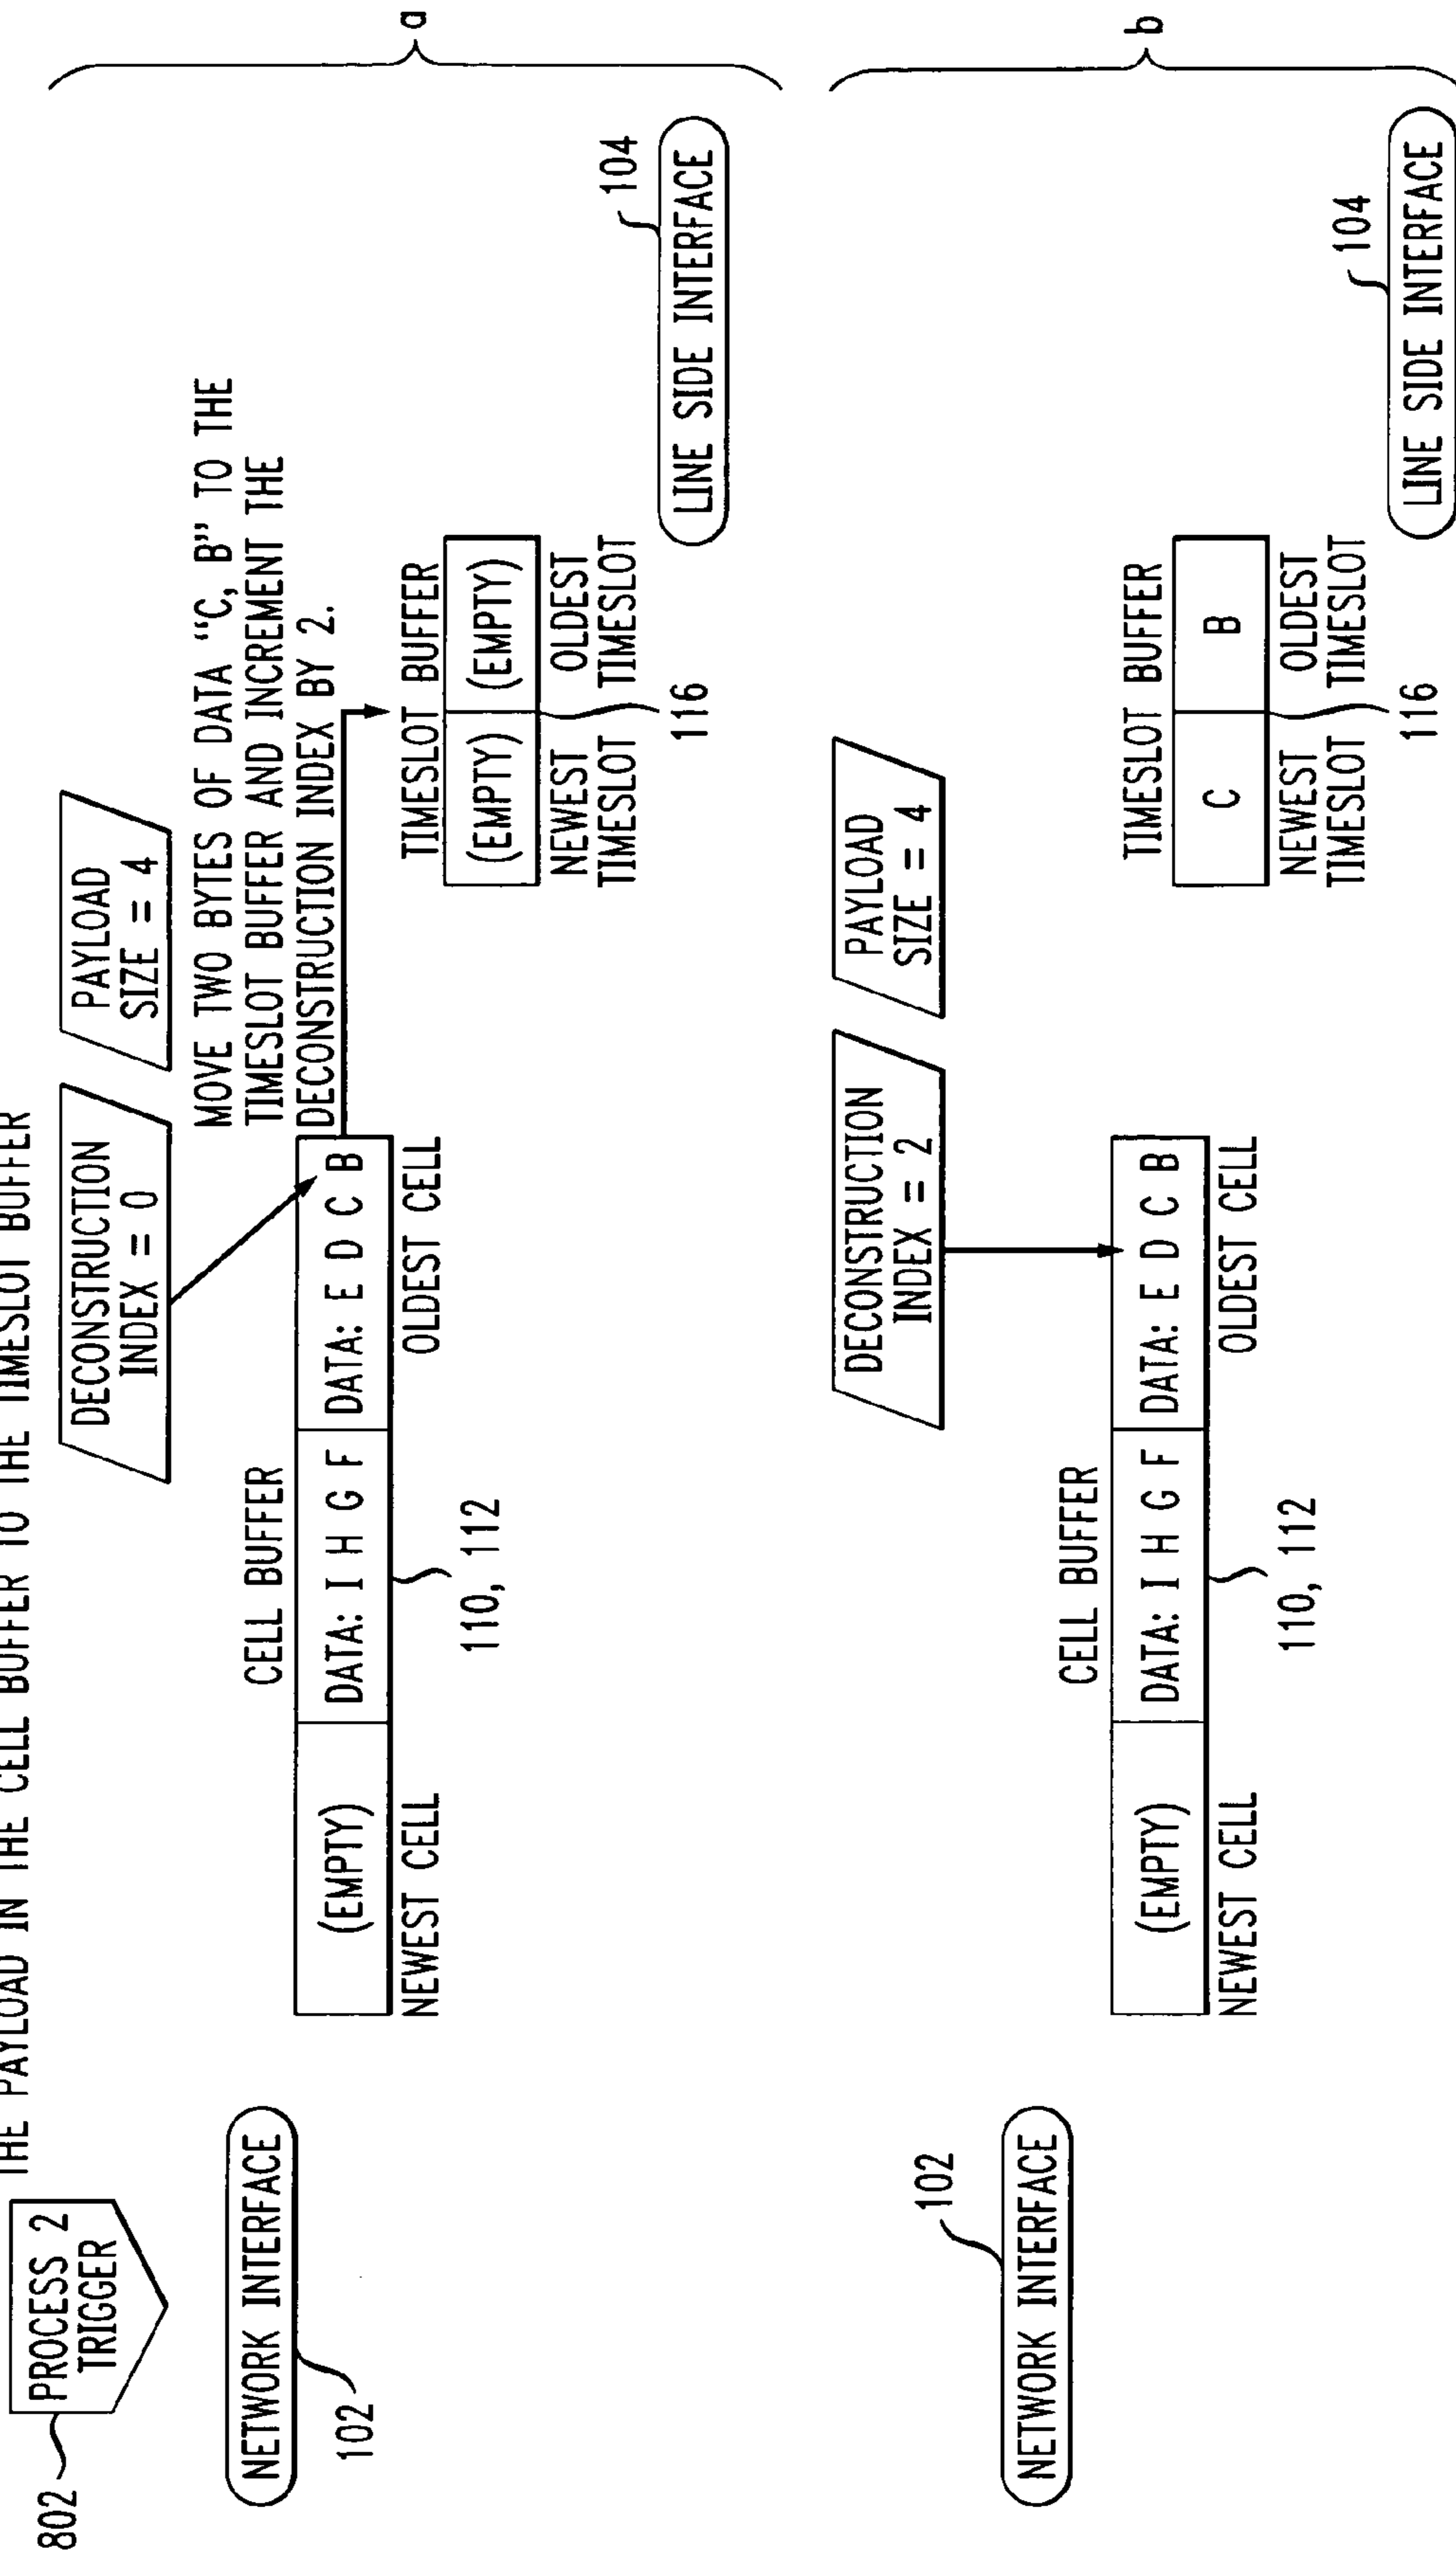 THE PAYLOAD IN THE CELL BUFFER TO THE TIMESLOT BUFFER
802
PROCESS 2
TRIGGER
DECONSTRUCTION
INDEX = 0
PAYLOAD
SIZE = 4
MOVE TWO BYTES OF DATA "C, B" TO THE
TIMESLOT BUFFER AND INCREMENT THE
DECONSTRUCTION INDEX BY 2.
NETWORK INTERFACE
102
CELL BUFFER
(EMPTY)
DATA: I H G F
DATA: E D C B
NEWEST CELL
OLDEST CELL
110, 112
TIMESLOT BUFFER
(EMPTY)
(EMPTY)
NEWEST
TIMESLOT
OLDEST
TIMESLOT
116
104
LINE SIDE INTERFACE
a
DECONSTRUCTION
INDEX = 2
PAYLOAD
SIZE = 4
102
NETWORK INTERFACE
CELL BUFFER
(EMPTY)
DATA: I H G F
DATA: E D C B
NEWEST CELL
OLDEST CELL
110, 112
TIMESLOT BUFFER
C
B
NEWEST
TIMESLOT
OLDEST
TIMESLOT
116
104
LINE SIDE INTERFACE
b